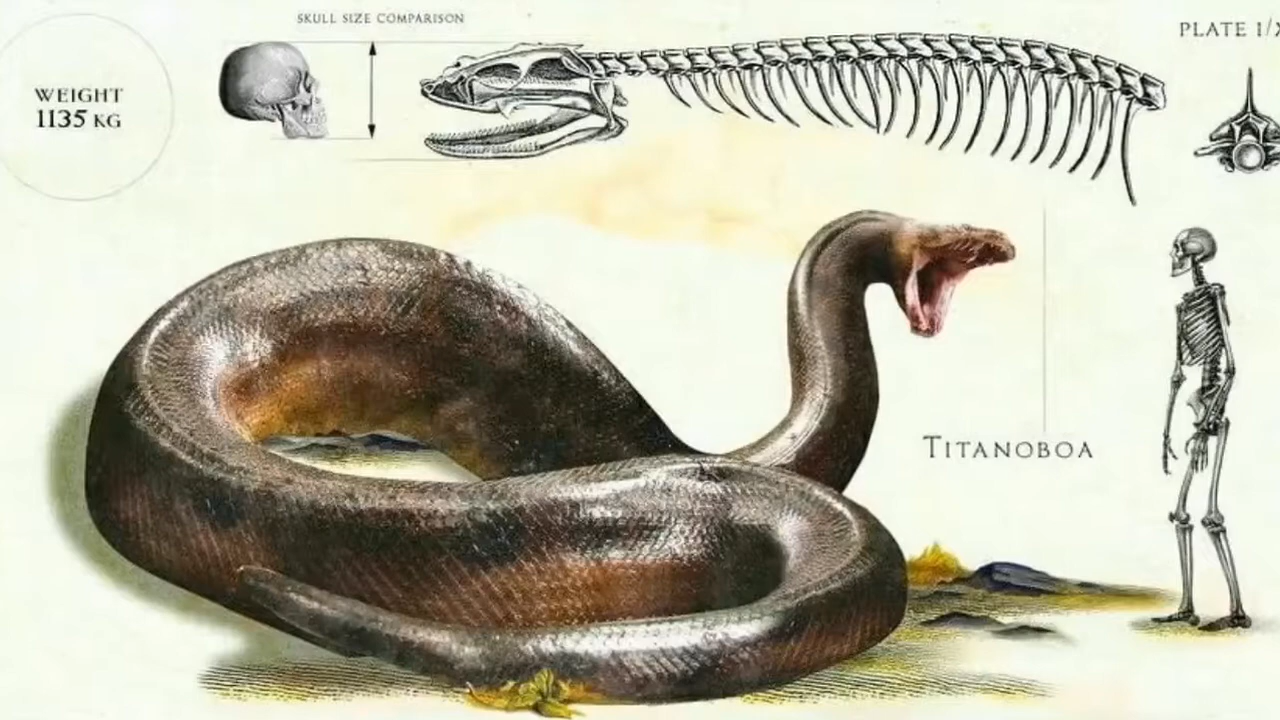 SKULL SIZE COMPARISON
PLATE 1/X
WEIGHT
1135 KG
TITANOBOA